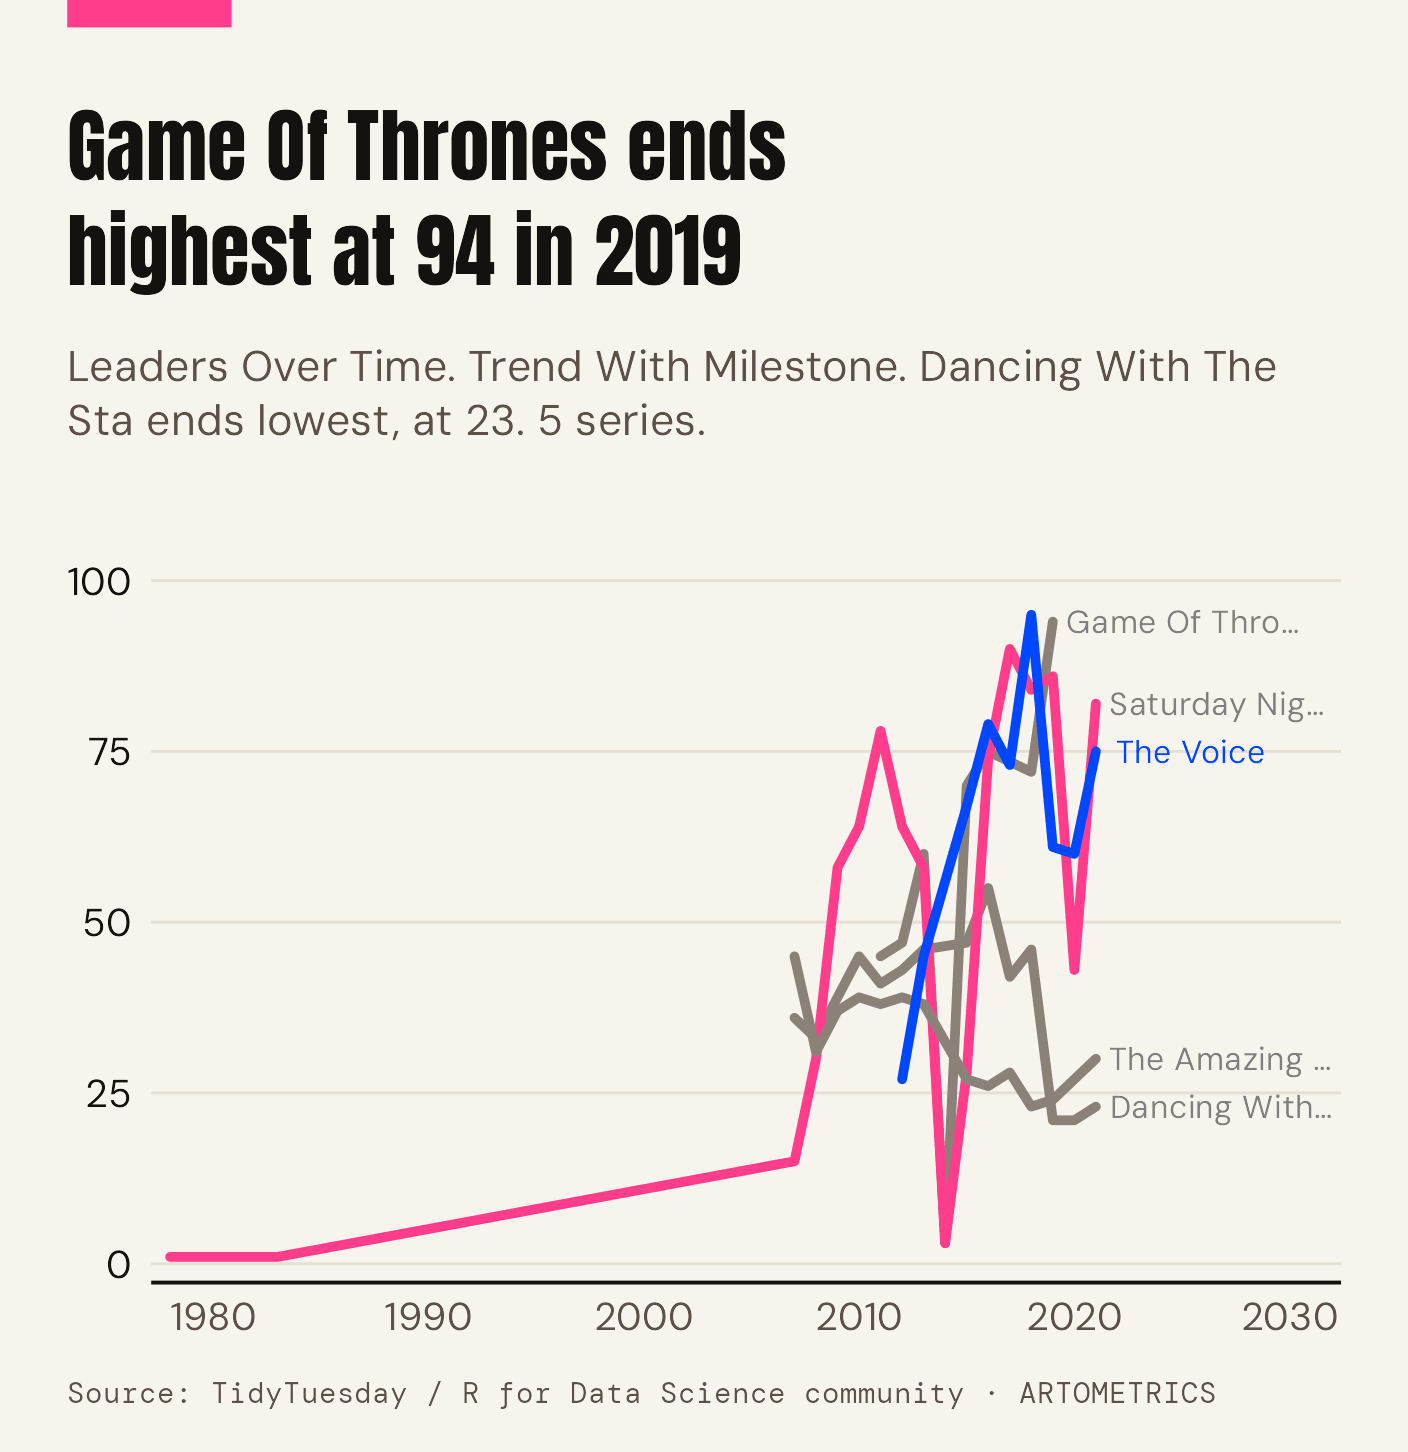 Game Of Thrones ends
highest at 94 in 2019
Leaders Over Time. Trend With Milestone. Dancing With The
Sta ends lowest, at 23. 5 series.
100
Game Of Thro...
Saturday Nig...
75
The Voice
50
The Amazing ...
25
Dancing With...
0
1980 1990 2000 2010 2020 2030
Source: TidyTuesday / R for Data Science community · ARTOMETRICS